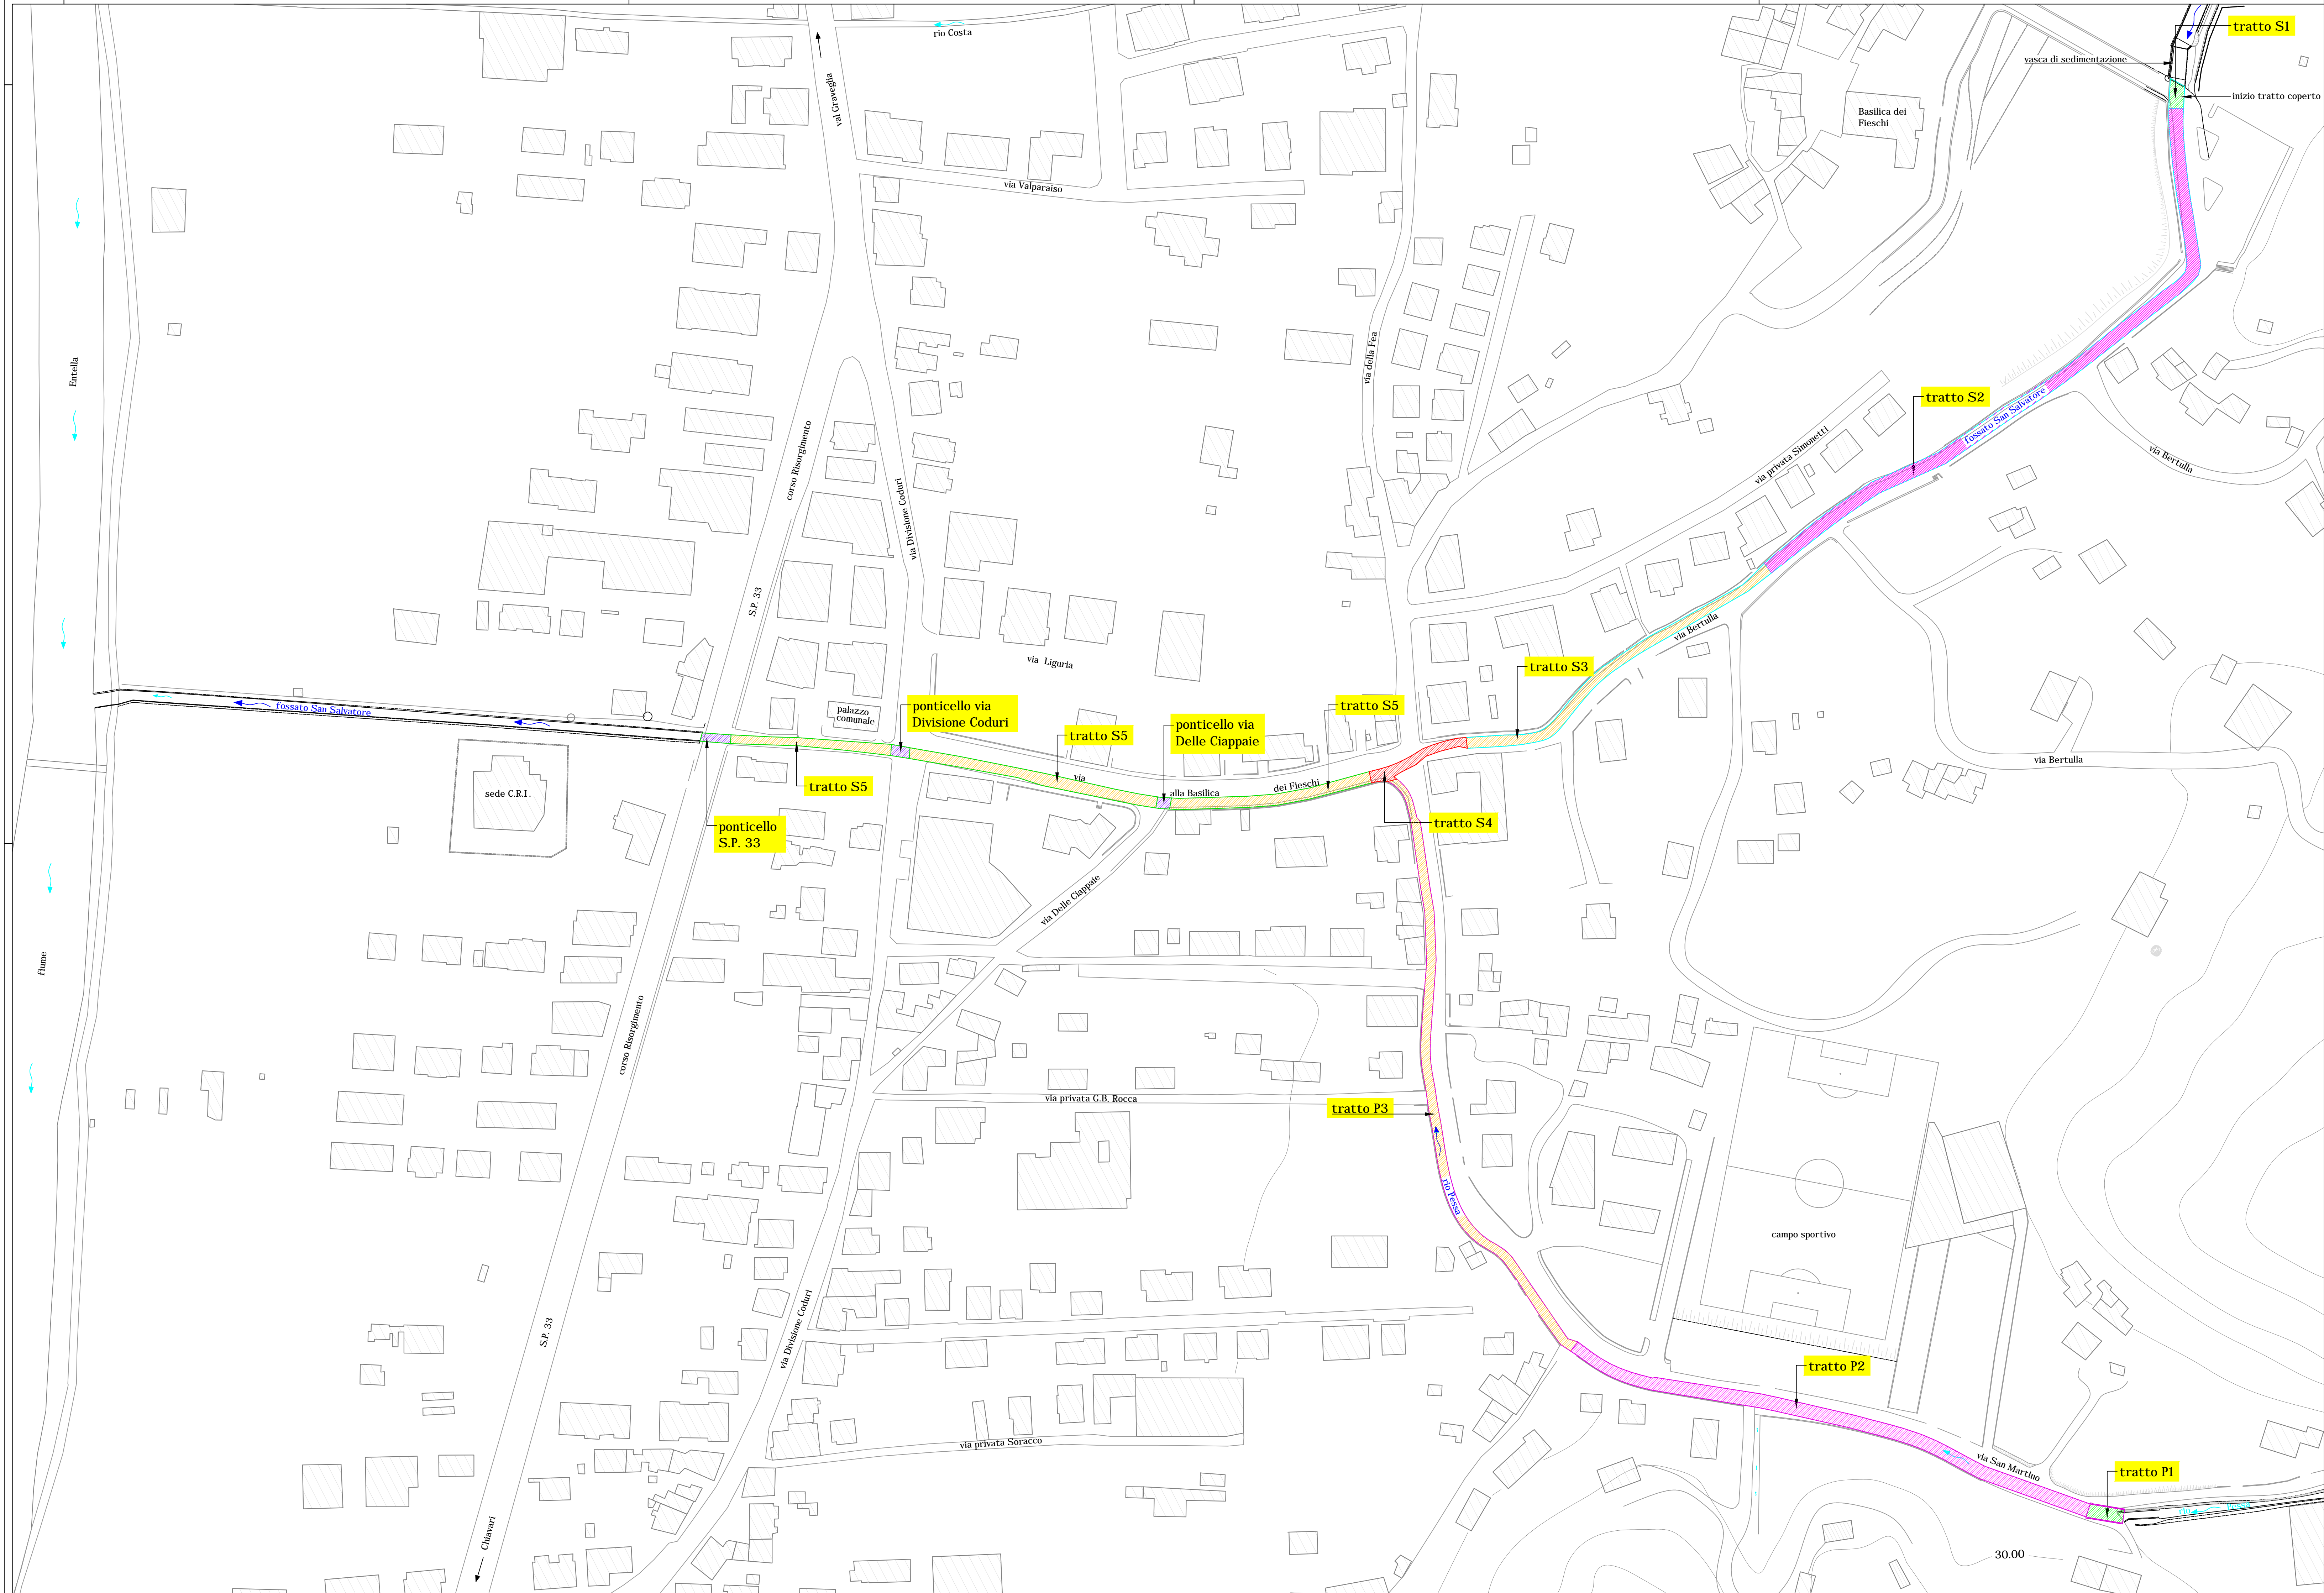 tratto S1
rio Costa
vasca di sedimentazione
val Graveglia
inizio tratto coperto
Basilica dei
Fieschi
via Valparaiso
Entella
via della Fea
tratto S2
fossato San Salvatore
corso Risorgimento
via privata Simonetti
via Bertulla
via Divisione Coduri
S.P. 33
via Bertulla
via Liguria
tratto S3
fossato San Salvatore
palazzo
comunale
ponticello via
Divisione Coduri
tratto S5
ponticello via
Delle Ciappaie
tratto S5
via Bertulla
via
alla Basilica
dei Fieschi
tratto S5
sede C.R.I.
ponticello
S.P. 33
tratto S4
via Delle Ciappaie
fiume
corso Risorgimento
via privata G.B. Rocca
tratto P3
rio Pessa
campo sportivo
S.P. 33
via Divisione Coduri
tratto P2
via privata Soracco
via San Martino
tratto P1
rio Pessa
Chiavari
30.00